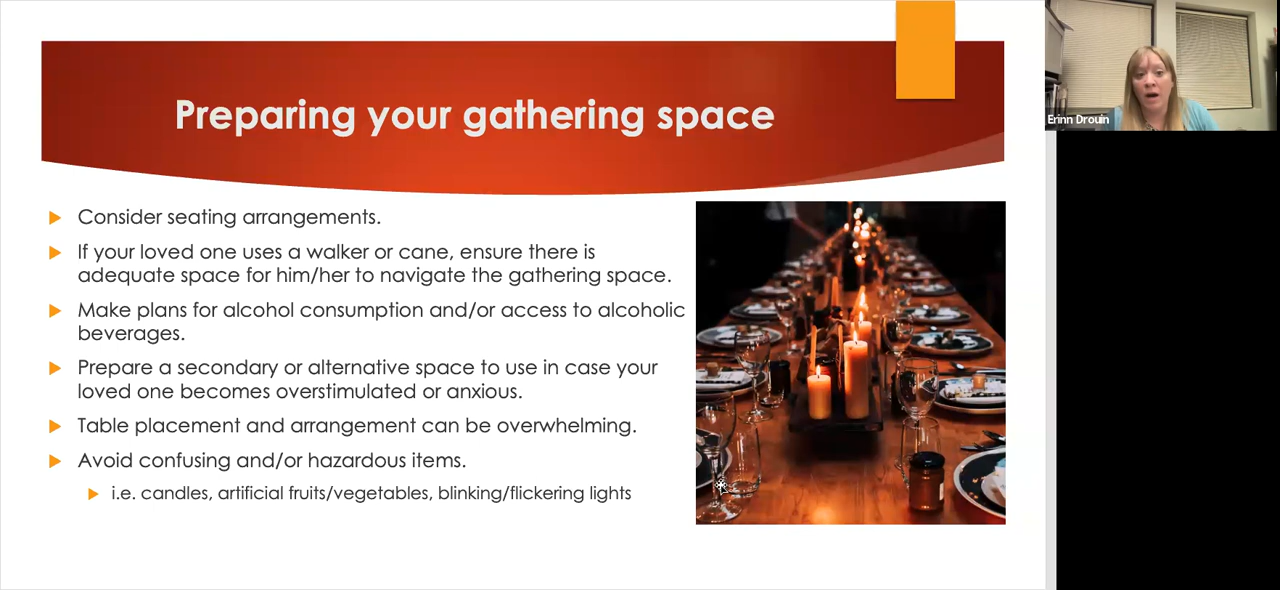 Preparing your gathering space
Erinn Drouin
Consider seating arrangements.
If your loved one uses a walker or cane, ensure there is
adequate space for him/her to navigate the gathering space.
Make plans for alcohol consumption and/or access to alcoholic
beverages.
Prepare a secondary or alternative space to use in case your
loved one becomes overstimulated or anxious.
Table placement and arrangement can be overwhelming.
Avoid confusing and/or hazardous items.
i.e. candles, artificial fruits/vegetables, blinking/flickering lights